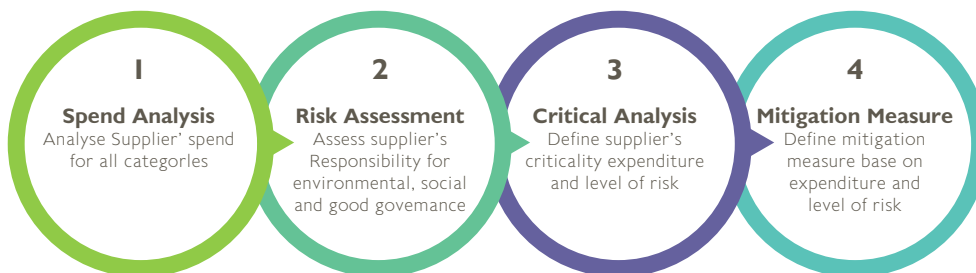 1
Spend Analysis
Analyse Supplier' spend
for all categorles
2
Risk Assessment
Assess supplier's
Responsibility for
environmental, social
and good govemance
3
Critical Analysis
Define supplier's
criticality expenditure
and level of risk
4
Mitigation Measure
Define mitigation
measure base on
expenditure and
level of risk